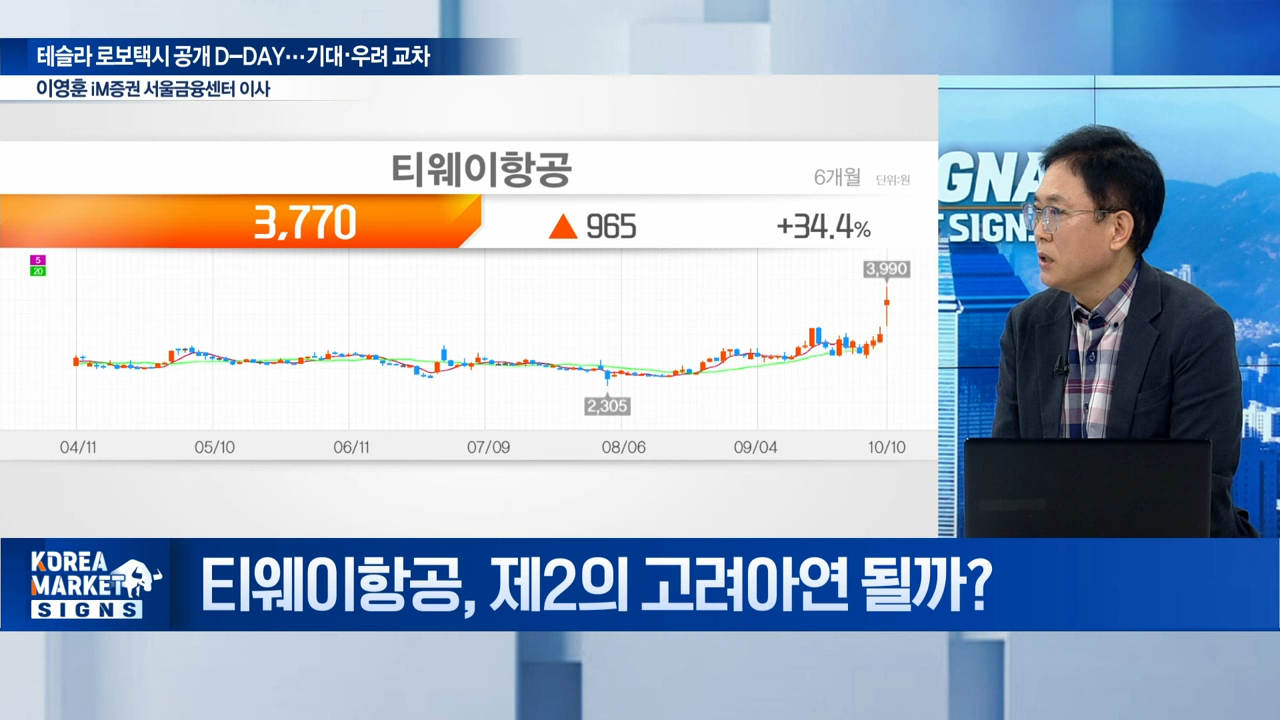 테슬라 로보택시 공개 D-DAY…기대·우려 교차
이영훈 iM증권 서울금융센터 이사
티웨이항공
6개월 단위:원
3,770 ▲ 965 +34.4%
5
20
3,990
2,305
04/11 05/10 06/11 07/09 08/06 09/04 10/10
GNA
SIGN
KOREA
MARKET
SIGNS
티웨이항공, 제2의 고려아연 될까?